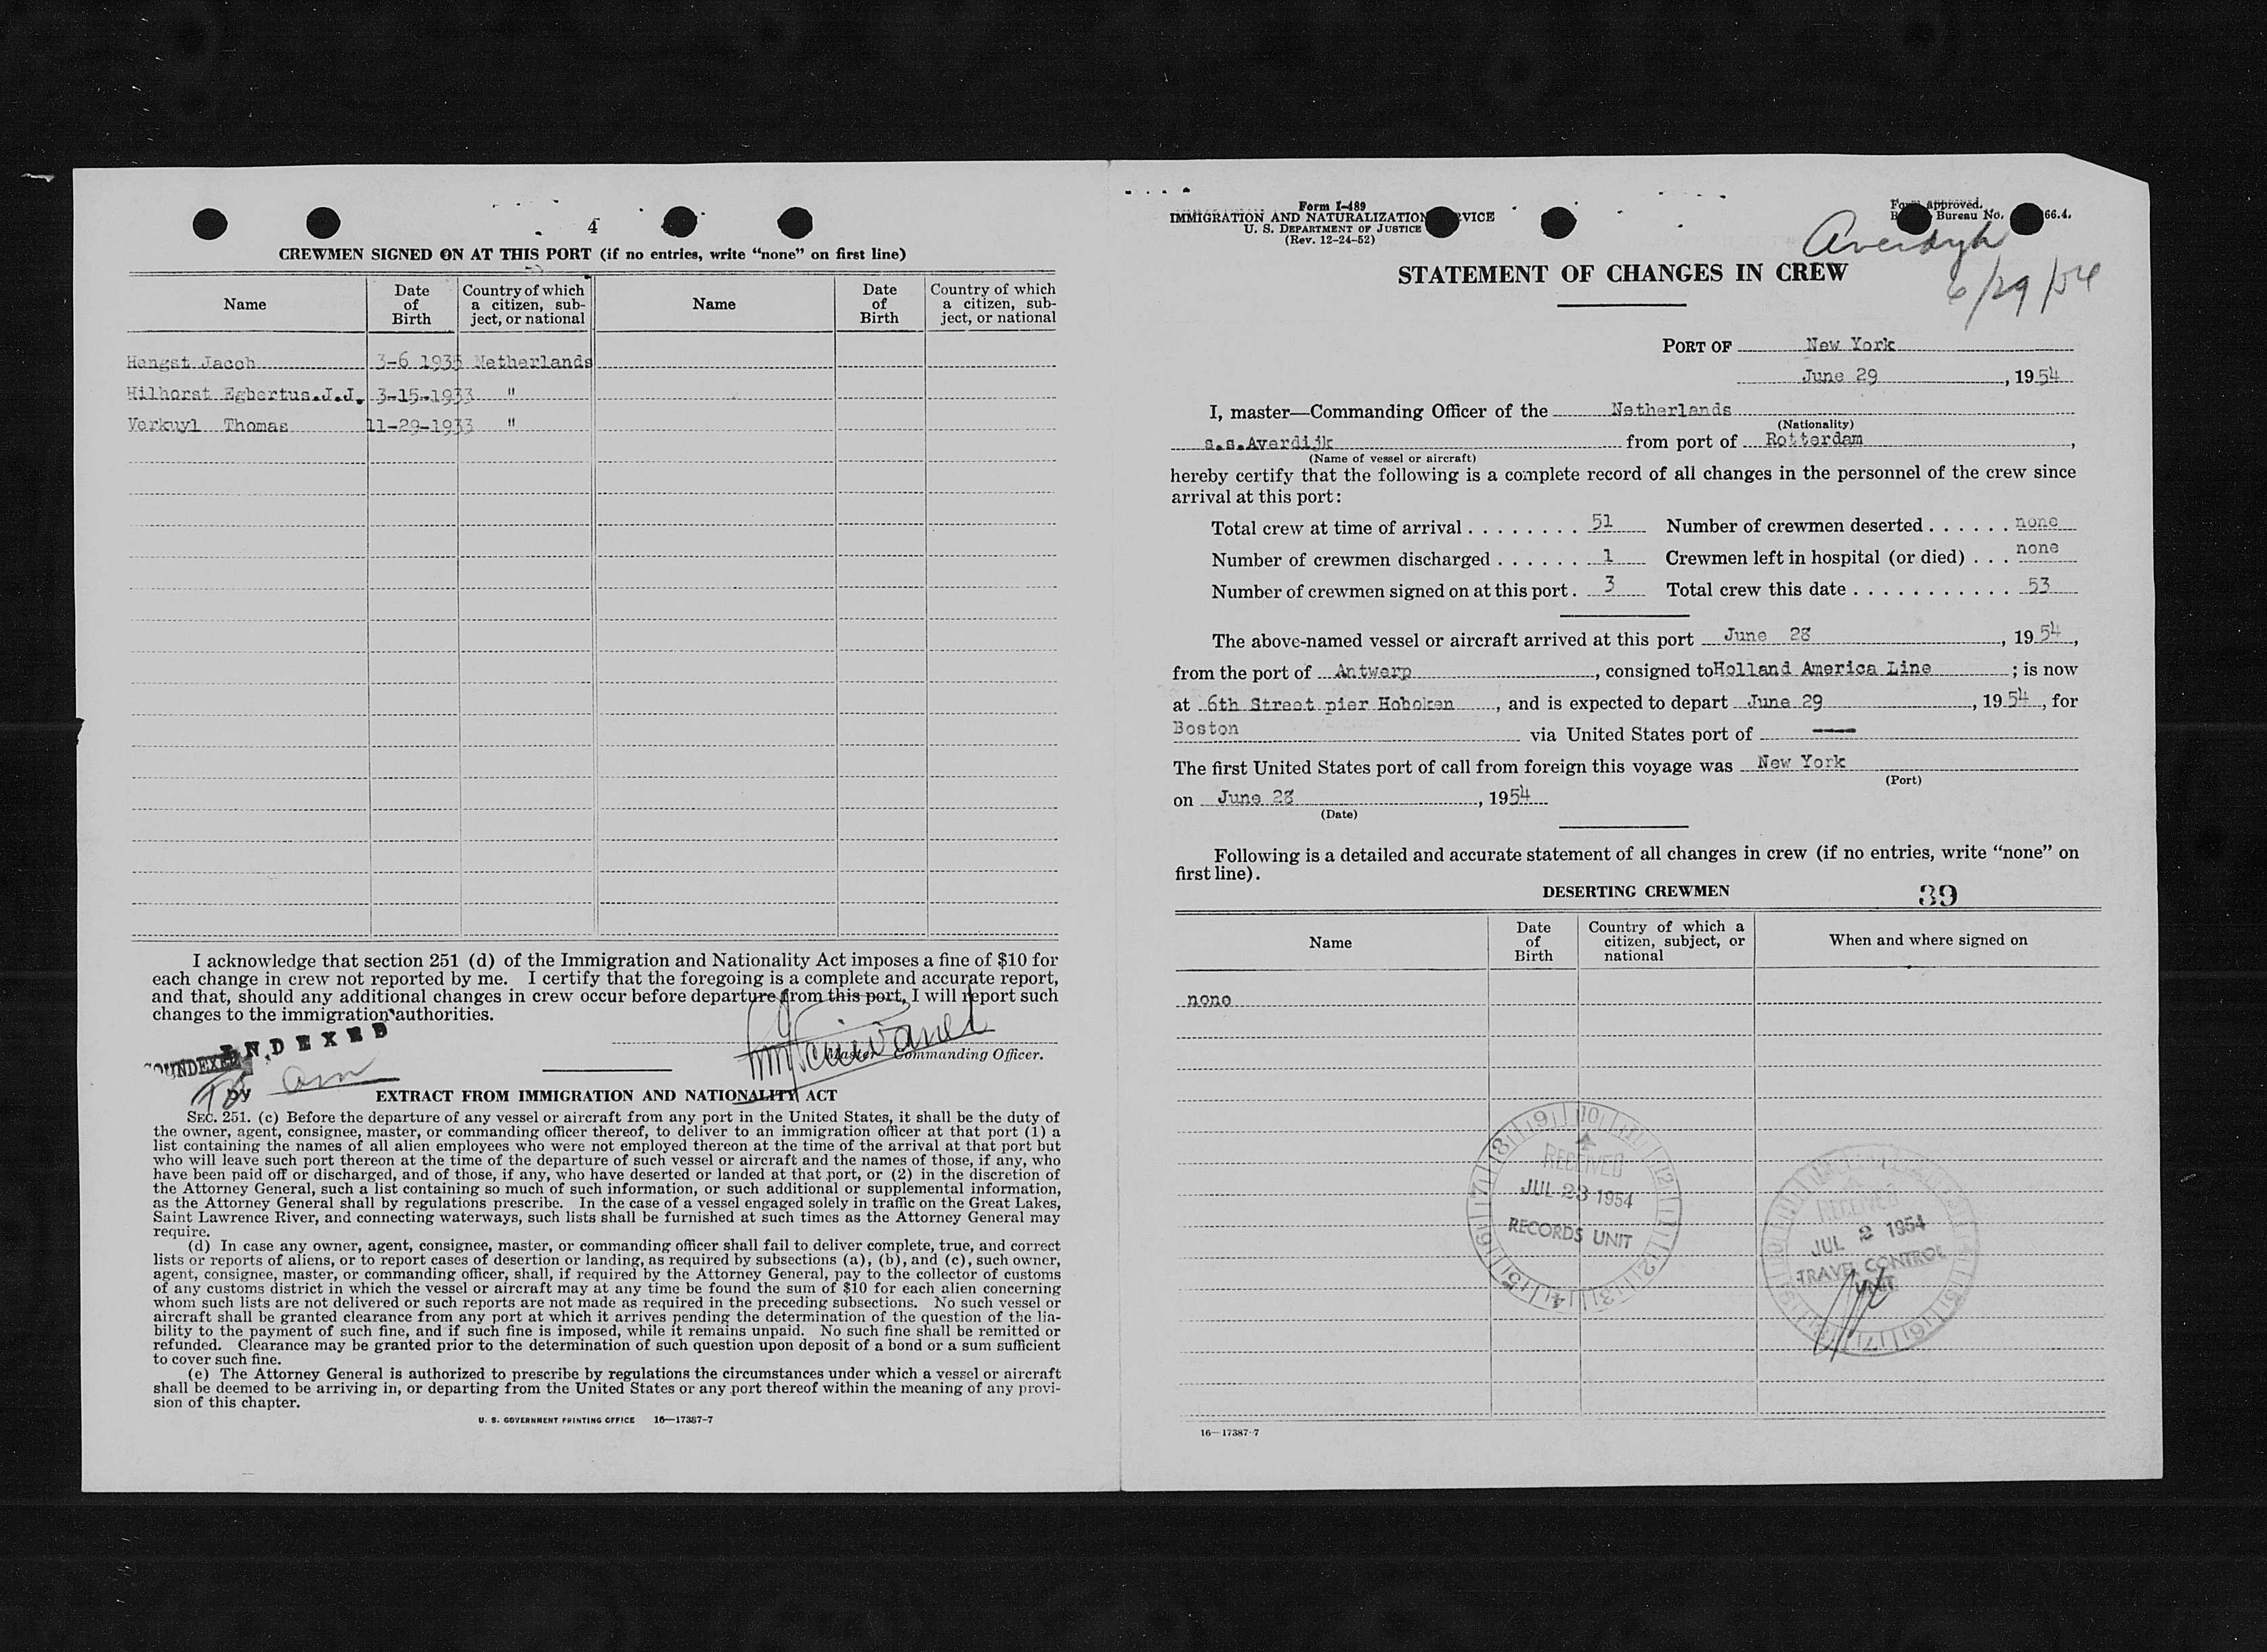 4
CREWMEN SIGNED ON AT THIS PORT (if no entries, write “none” on first line)
Name Date of Birth Country of which a citizen, subject, or national Name Date of Birth Country of which a citizen, subject, or national
Hengst Jacob 3-6 1935 Netherlands
Hilhorst Egbertus.J.J. 3-15-1933 "
Verkuyl Thomas 11-29-1933 "
I acknowledge that section 251 (d) of the Immigration and Nationality Act imposes a fine of $10 for
each change in crew not reported by me. I certify that the foregoing is a complete and accurate report,
and that, should any additional changes in crew occur before departure from this port, I will report such
changes to the immigration authorities.
INDEXED
Master Commanding Officer.
by
EXTRACT FROM IMMIGRATION AND NATIONALITY ACT
SEC. 251. (c) Before the departure of any vessel or aircraft from any port in the United States, it shall be the duty of
the owner, agent, consignee, master, or commanding officer thereof, to deliver to an immigration officer at that port (1) a
list containing the names of all alien employees who were not employed thereon at the time of the arrival at that port but
who will leave such port thereon at the time of the departure of such vessel or aircraft and the names of those, if any, who
have been paid off or discharged, and of those, if any, who have deserted or landed at that port, or (2) in the discretion of
the Attorney General, such a list containing so much of such information, or such additional or supplemental information,
as the Attorney General shall by regulations prescribe. In the case of a vessel engaged solely in traffic on the Great Lakes,
Saint Lawrence River, and connecting waterways, such lists shall be furnished at such times as the Attorney General may
require.
(d) In case any owner, agent, consignee, master, or commanding officer shall fail to deliver complete, true, and correct
lists or reports of aliens, or to report cases of desertion or landing, as required by subsections (a), (b), and (c), such owner,
agent, consignee, master, or commanding officer, shall, if required by the Attorney General, pay to the collector of customs
of any customs district in which the vessel or aircraft may at any time be found the sum of $10 for each alien concerning
whom such lists are not delivered or such reports are not made as required in the preceding subsections. No such vessel or
aircraft shall be granted clearance from any port at which it arrives pending the determination of the question of the lia-
bility to the payment of such fine, and if such fine is imposed, while it remains unpaid. No such fine shall be remitted or
refunded. Clearance may be granted prior to the determination of such question upon deposit of a bond or a sum sufficient
to cover such fine.
(e) The Attorney General is authorized to prescribe by regulations the circumstances under which a vessel or aircraft
shall be deemed to be arriving in, or departing from the United States or any port thereof within the meaning of any provi-
sion of this chapter.
U. S. GOVERNMENT PRINTING OFFICE 16—17387-7
Form I-489
IMMIGRATION AND NATURALIZATION VICE
U. S. DEPARTMENT OF JUSTICE
(Rev. 12-24-52)
Form approved.
Bureau No. 66.4.
Averdyk
6/29/54
STATEMENT OF CHANGES IN CREW
PORT OF New York
June 29, 1954
I, master—Commanding Officer of the Netherlands
(Nationality)
s.s.Averdijk from port of Rotterdam,
(Name of vessel or aircraft)
hereby certify that the following is a complete record of all changes in the personnel of the crew since
arrival at this port:
Total crew at time of arrival . . . . . . . . 51 Number of crewmen deserted . . . . . . none
Number of crewmen discharged . . . . . . 1 Crewmen left in hospital (or died) . . . none
Number of crewmen signed on at this port . 3 Total crew this date . . . . . . . . . . . 53
The above-named vessel or aircraft arrived at this port June 28, 1954,
from the port of Antwerp, consigned to Holland America Line; is now
at 6th Street pier Hoboken, and is expected to depart June 29, 1954, for
Boston via United States port of —
The first United States port of call from foreign this voyage was New York
(Port)
on June 28, 1954
(Date)
Following is a detailed and accurate statement of all changes in crew (if no entries, write “none” on
first line).
DESERTING CREWMEN 39
Name Date of Birth Country of which a citizen, subject, or national When and where signed on
none
RECEIVED
JUL 23 1954
RECORDS UNIT
RECEIVED
JUL 2 1954
TRAVEL CONTROL
UNIT
16—17387-7